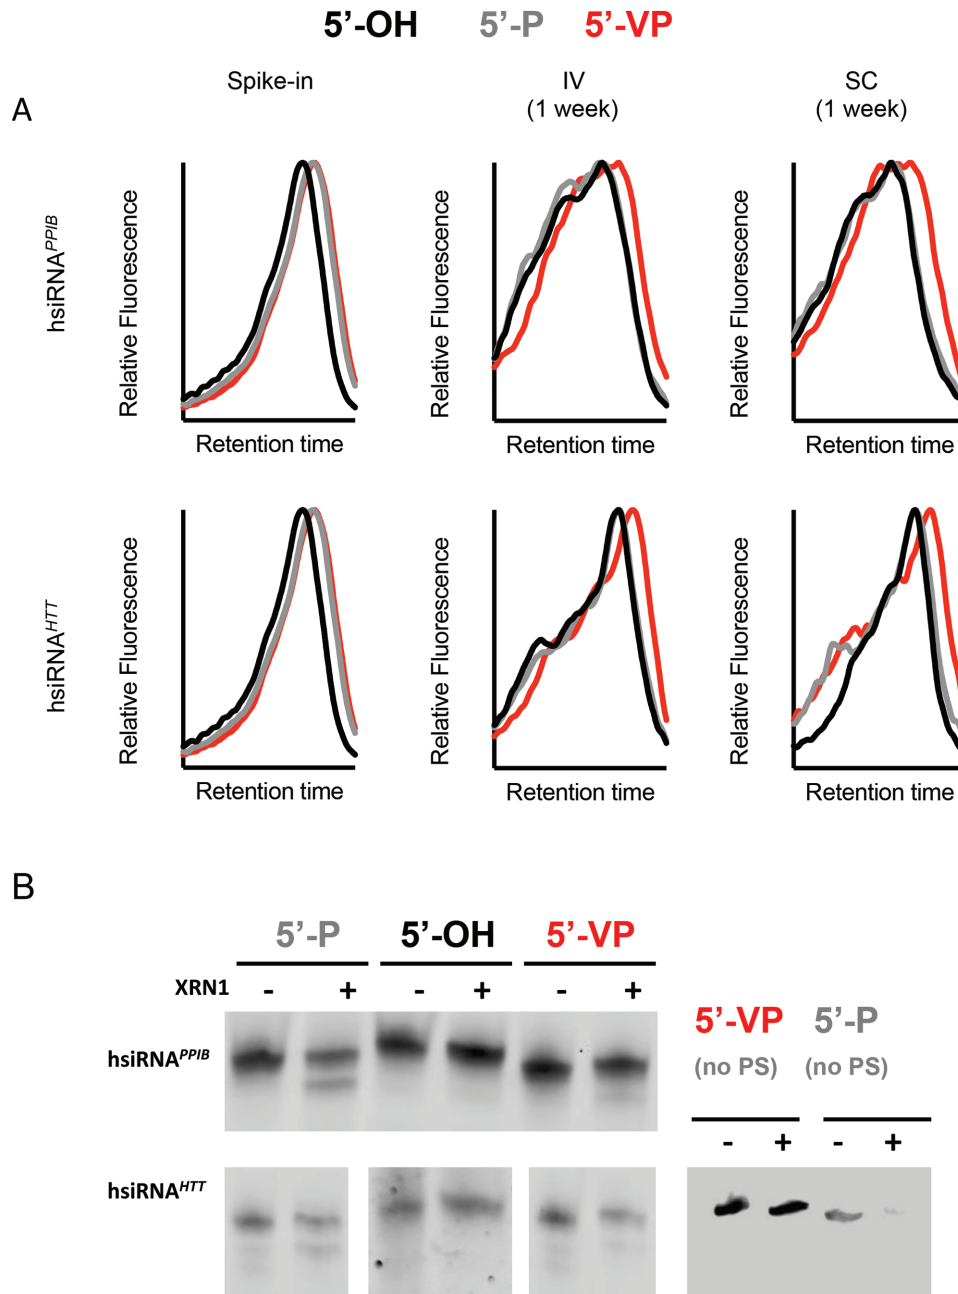 5’-OH 5’-P 5’-VP
A
Spike-in IV (1 week) SC (1 week)
hsiRNA^PPIB
Relative Fluorescence Relative Fluorescence Relative Fluorescence
Retention time Retention time Retention time
hsiRNA^HTT
Relative Fluorescence Relative Fluorescence Relative Fluorescence
Retention time Retention time Retention time
B
5’-P 5’-OH 5’-VP
XRN1 - + - + - +
hsiRNA^PPIB
5’-VP 5’-P
(no PS) (no PS)
- + - +
hsiRNA^HTT